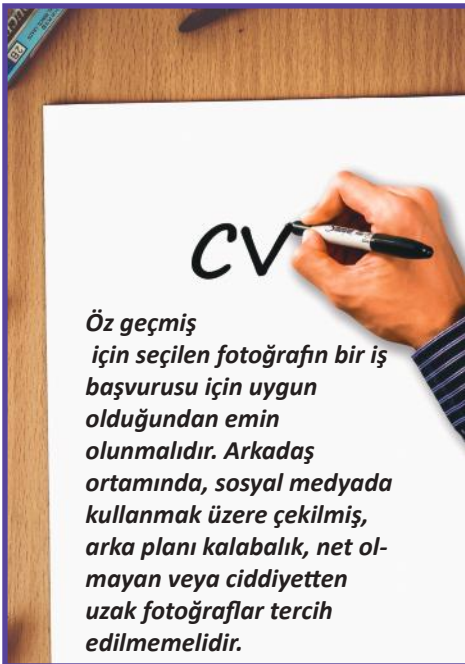 2B
CV
Öz geçmiş
için seçilen fotoğrafın bir iş
başvurusu için uygun
olduğundan emin
olunmalıdır. Arkadaş
ortamında, sosyal medyada
kullanmak üzere çekilmiş,
arka planı kalabalık, net ol-
mayan veya ciddiyetten
uzak fotoğraflar tercih
edilmemelidir.